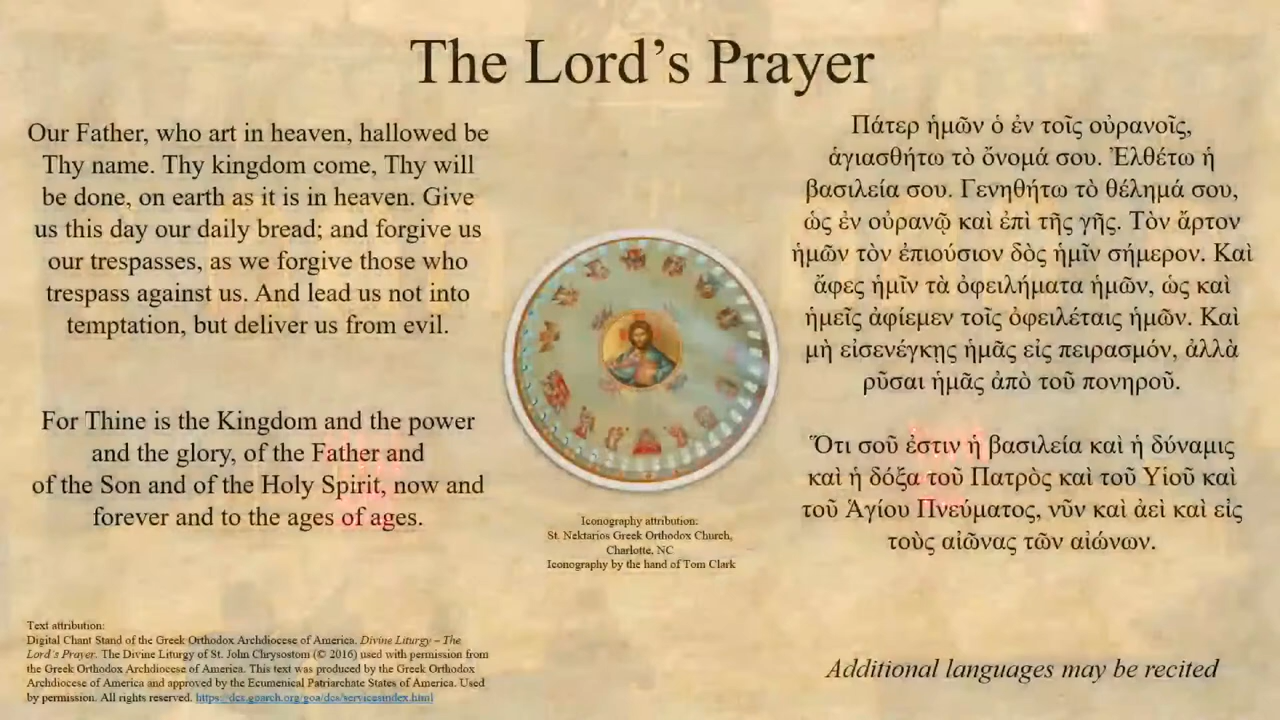 The Lord’s Prayer
Our Father, who art in heaven, hallowed be
Thy name. Thy kingdom come, Thy will
be done, on earth as it is in heaven. Give
us this day our daily bread; and forgive us
our trespasses, as we forgive those who
trespass against us. And lead us not into
temptation, but deliver us from evil.
For Thine is the Kingdom and the power
and the glory, of the Father and
of the Son and of the Holy Spirit, now and
forever and to the ages of ages.
Πάτερ ἡμῶν ὁ ἐν τοῖς οὐρανοῖς,
ἁγιασθήτω τὸ ὄνομά σου. Ἐλθέτω ἡ
βασιλεία σου. Γενηθήτω τὸ θέλημά σου,
ὡς ἐν οὐρανῷ καὶ ἐπὶ τῆς γῆς. Τὸν ἄρτον
ἡμῶν τὸν ἐπιούσιον δὸς ἡμῖν σήμερον. Καὶ
ἄφες ἡμῖν τὰ ὀφειλήματα ἡμῶν, ὡς καὶ
ἡμεῖς ἀφίεμεν τοῖς ὀφειλέταις ἡμῶν. Καὶ
μὴ εἰσενέγκῃς ἡμᾶς εἰς πειρασμόν, ἀλλὰ
ρῦσαι ἡμᾶς ἀπὸ τοῦ πονηροῦ.
Ὅτι σοῦ ἐστιν ἡ βασιλεία καὶ ἡ δύναμις
καὶ ἡ δόξα τοῦ Πατρὸς καὶ τοῦ Υἱοῦ καὶ
τοῦ Ἁγίου Πνεύματος, νῦν καὶ ἀεὶ καὶ εἰς
τοὺς αἰῶνας τῶν αἰώνων.
Iconography attribution:
St. Nektarios Greek Orthodox Church,
Charlotte, NC
Iconography by the hand of Tom Clark
Text attribution:
Digital Chant Stand of the Greek Orthodox Archdiocese of America. Divine Liturgy – The
Lord's Prayer. The Divine Liturgy of St. John Chrysostom (© 2016) used with permission from
the Greek Orthodox Archdiocese of America. This text was produced by the Greek Orthodox
Archdiocese of America and approved by the Ecumenical Patriarchate States of America. Used
by permission. All rights reserved. https://dcs.goarch.org/goa/dcs/servicesindex.html
Additional languages may be recited